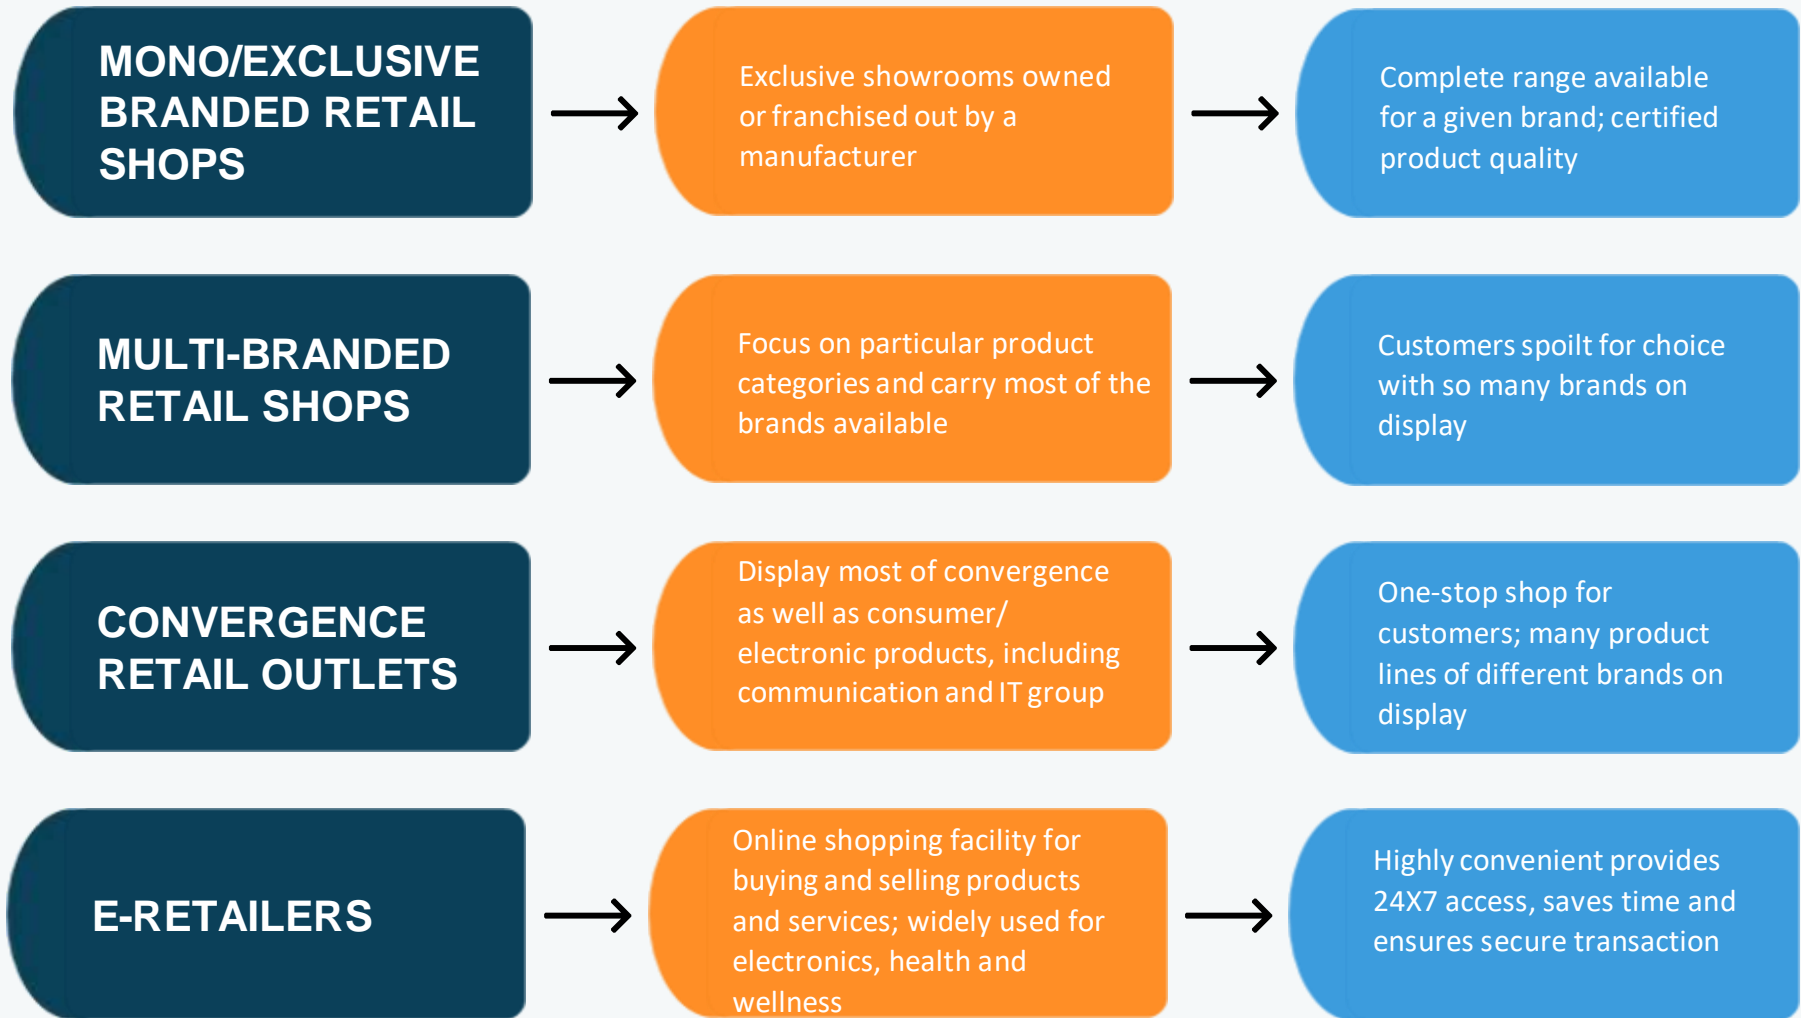 MONO/EXCLUSIVE
BRANDED RETAIL
SHOPS
Exclusive showrooms owned
or franchised out by a
manufacturer
Complete range available
for a given brand; certified
product quality
MULTI-BRANDED
RETAIL SHOPS
Focus on particular product
categories and carry most of the
brands available
Customers spoilt for choice
with so many brands on
display
CONVERGENCE
RETAIL OUTLETS
Display most of convergence
as well as consumer/
electronic products, including
communication and IT group
One-stop shop for
customers; many product
lines of different brands on
display
E-RETAILERS
Online shopping facility for
buying and selling products
and services; widely used for
electronics, health and
wellness
Highly convenient provides
24X7 access, saves time and
ensures secure transaction